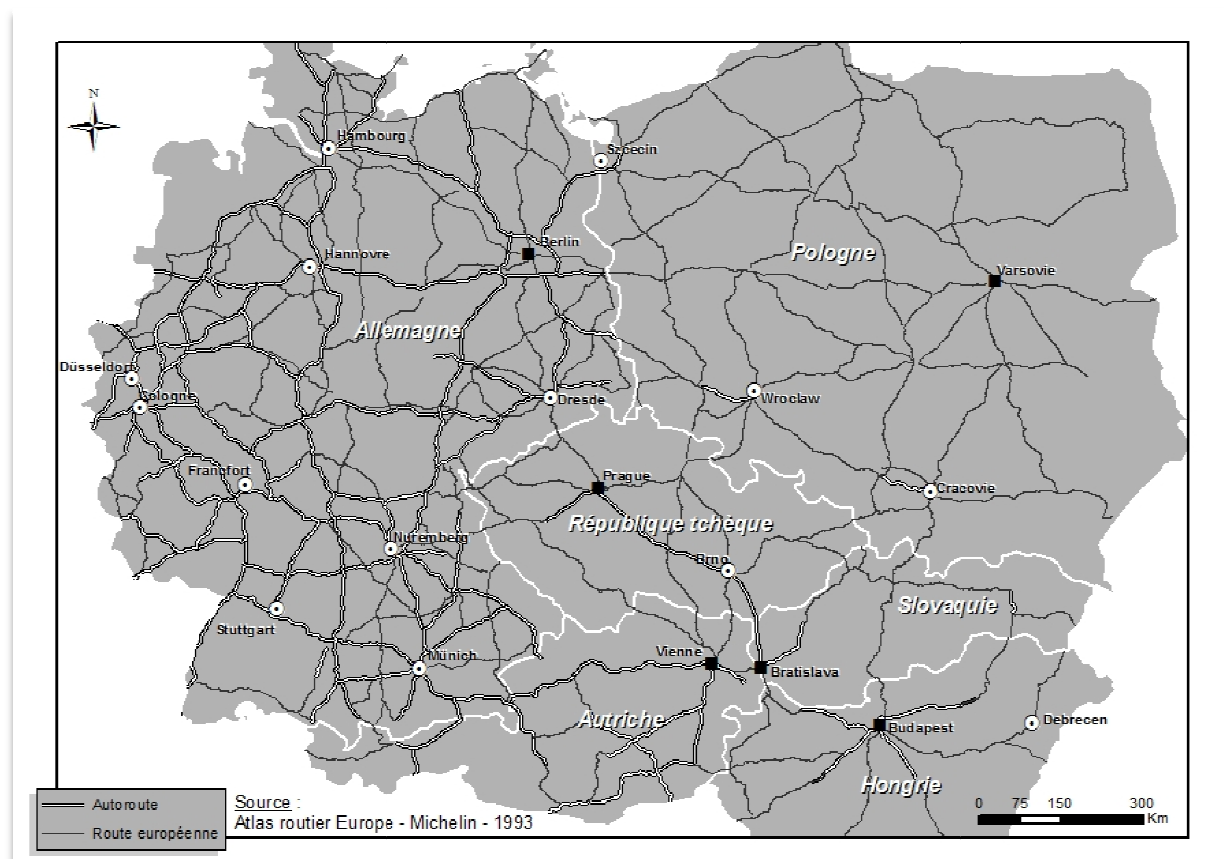 N
Hambourg
Szcecin
Berlin
Hannovre
Pologne
Varsovie
Allemagne
Düsseldorf
Cologne
Dresde
Wroclaw
Francfort
Prague
Cracovie
République tchèque
Nuremberg
Brno
Slovaquie
Stuttgart
Vienne
Münich
Bratislava
Autriche
Budapest
Debrecen
Hongrie
Autoroute
Route européenne
Source :
Atlas routier Europe - Michelin - 1993
0 75 150 300
Km